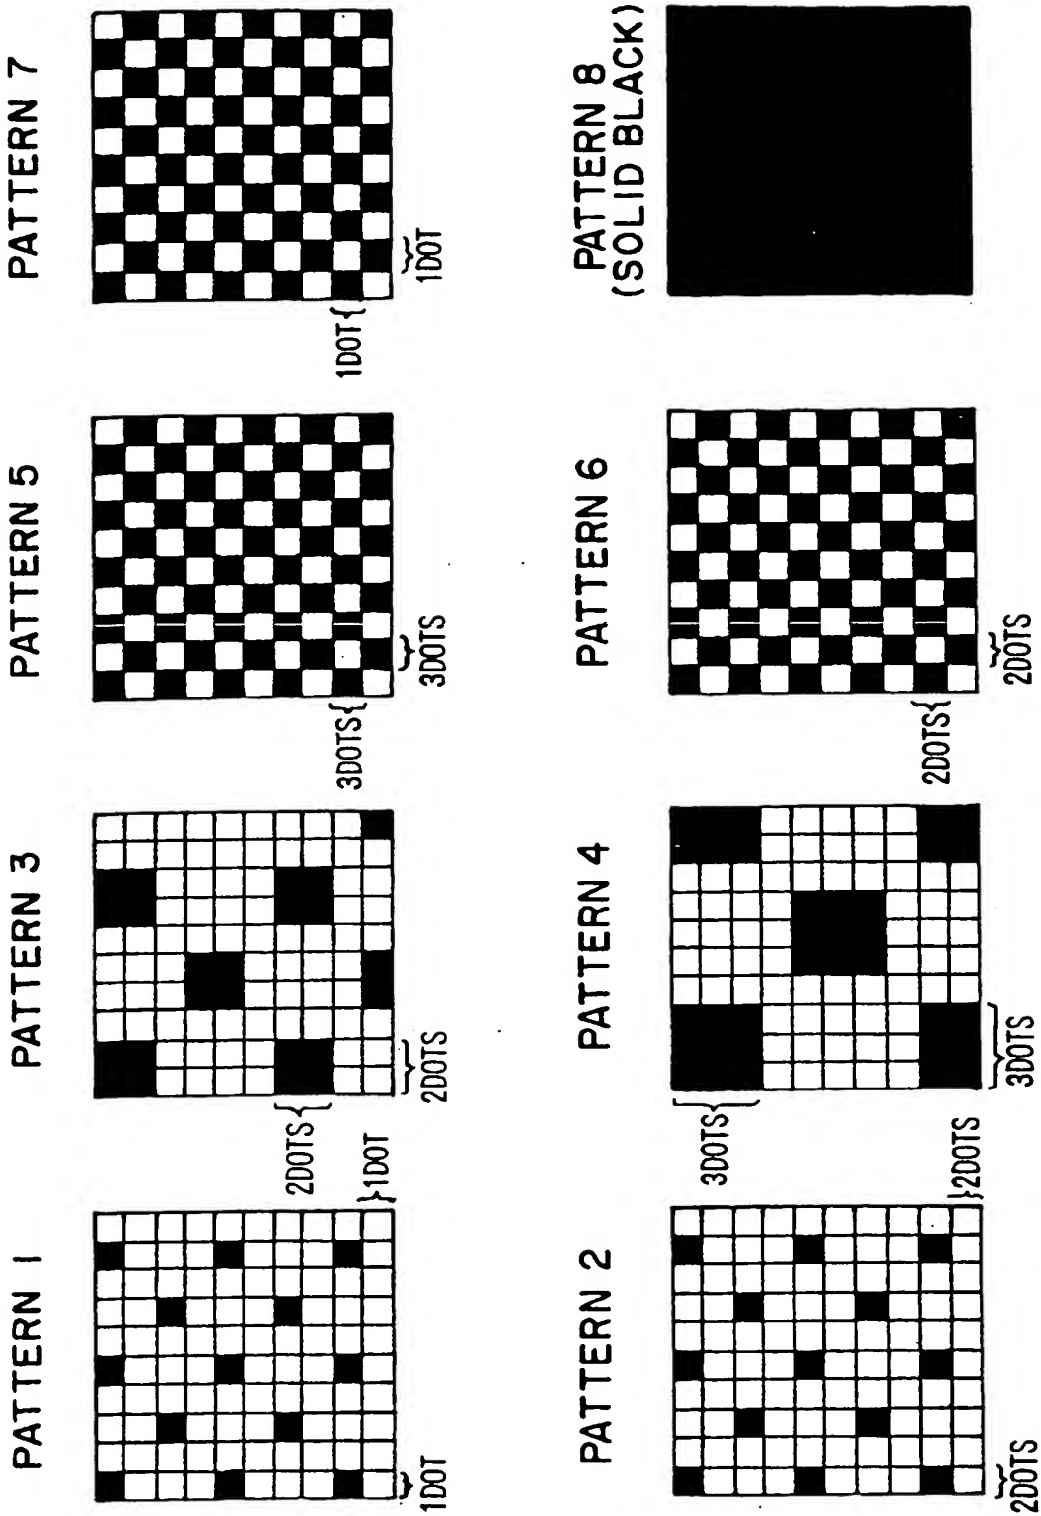 PATTERN 1
1DOT
1DOT
PATTERN 3
2DOTS
2DOTS
PATTERN 5
3DOTS
3DOTS
PATTERN 7
1DOT
1DOT
PATTERN 2
2DOTS
2DOTS
PATTERN 4
3DOTS
3DOTS
PATTERN 6
2DOTS
2DOTS
PATTERN 8
(SOLID BLACK)